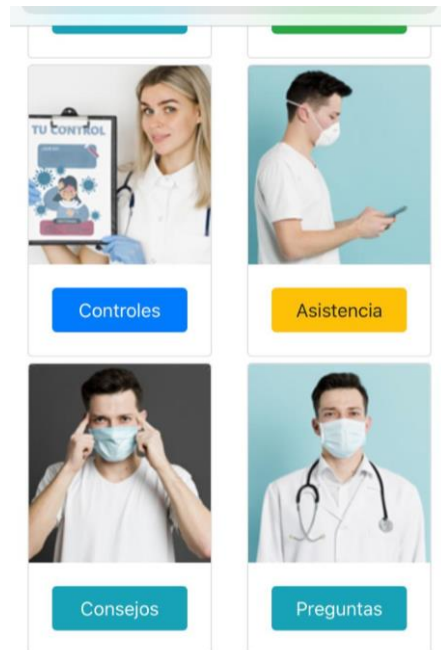 TU CONTROL
Controles
Asistencia
Consejos
Preguntas